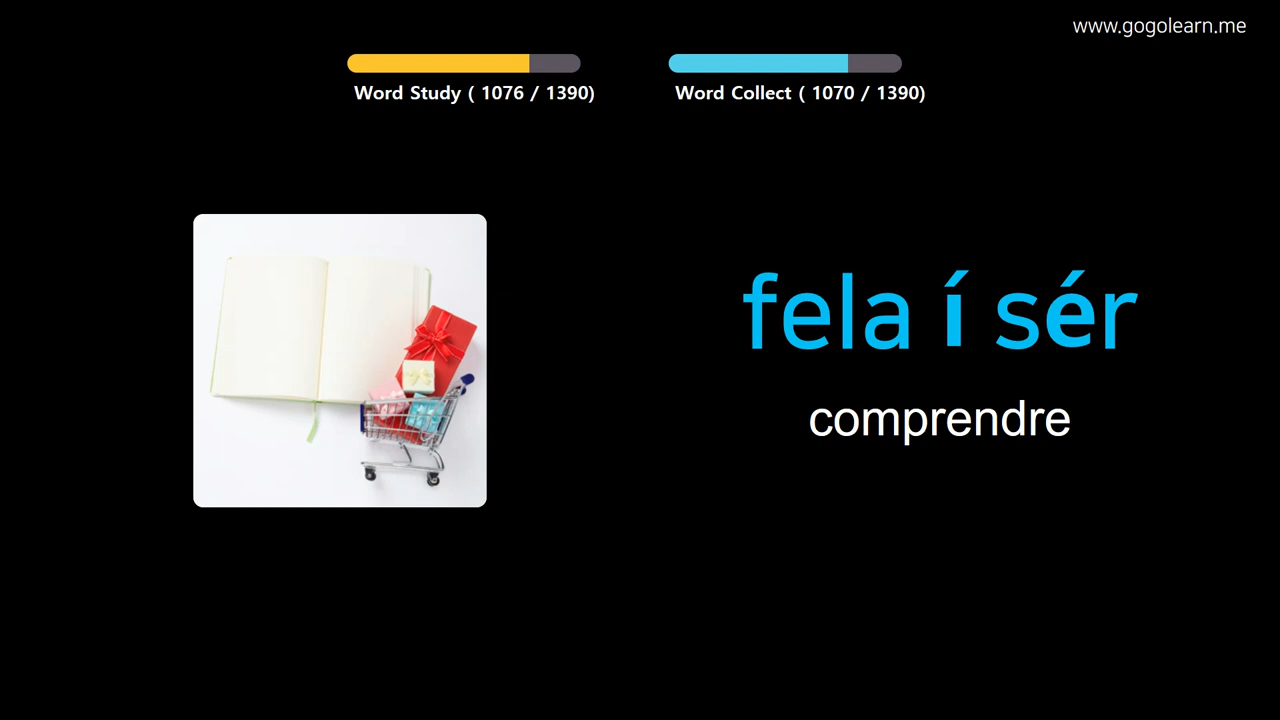 www.gogolearn.me
Word Study ( 1076 / 1390)
Word Collect ( 1070 / 1390)
fela í sér
comprendre